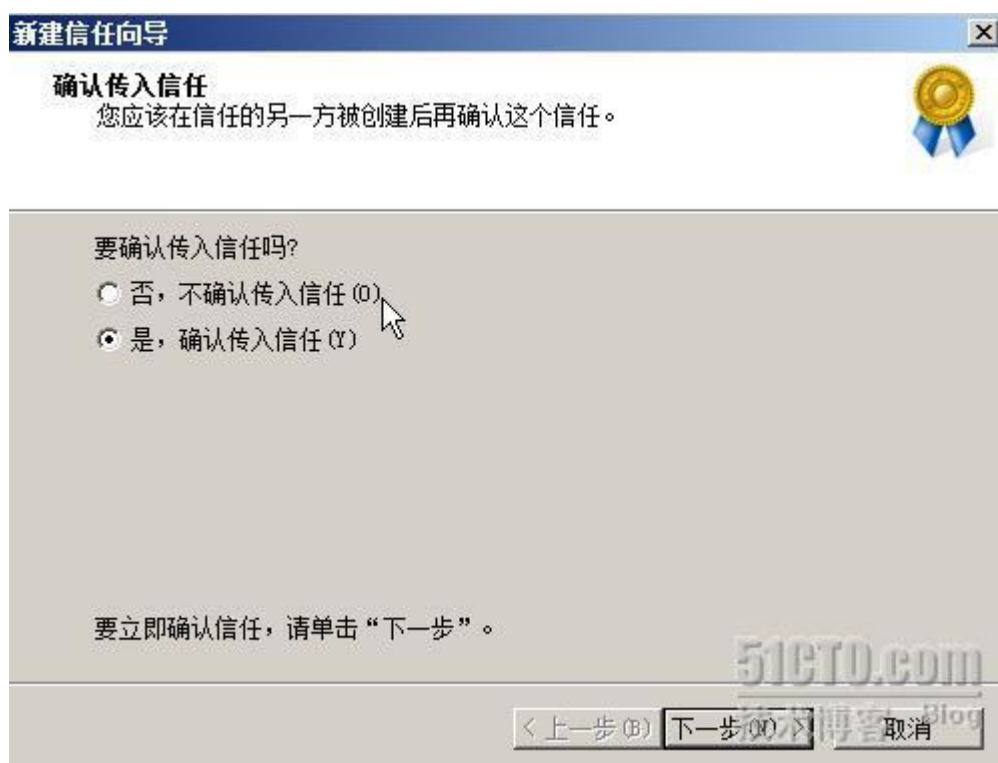 新建信任向导
确认传入信任
您应该在信任的另一方被创建后再确认这个信任。
要确认传入信任吗?
否，不确认传入信任(O)
是，确认传入信任(Y)
要立即确认信任，请单击“下一步”。
51CTO.com
技术博客 Blog
< 上一步(B) 下一步(N) > 取消